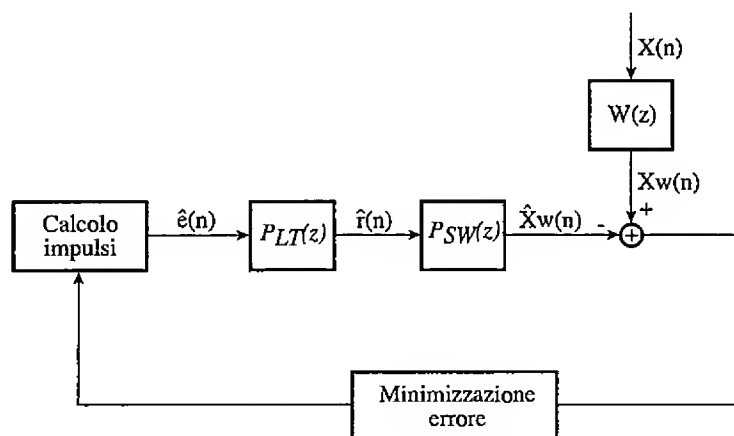 X(n)
W(z)
Xw(n)
+
Calcolo
impulsi
ê(n)
P_LT(z)
r̂(n)
P_SW(z)
X̂w(n)
-
+
Minimizzazione
errore